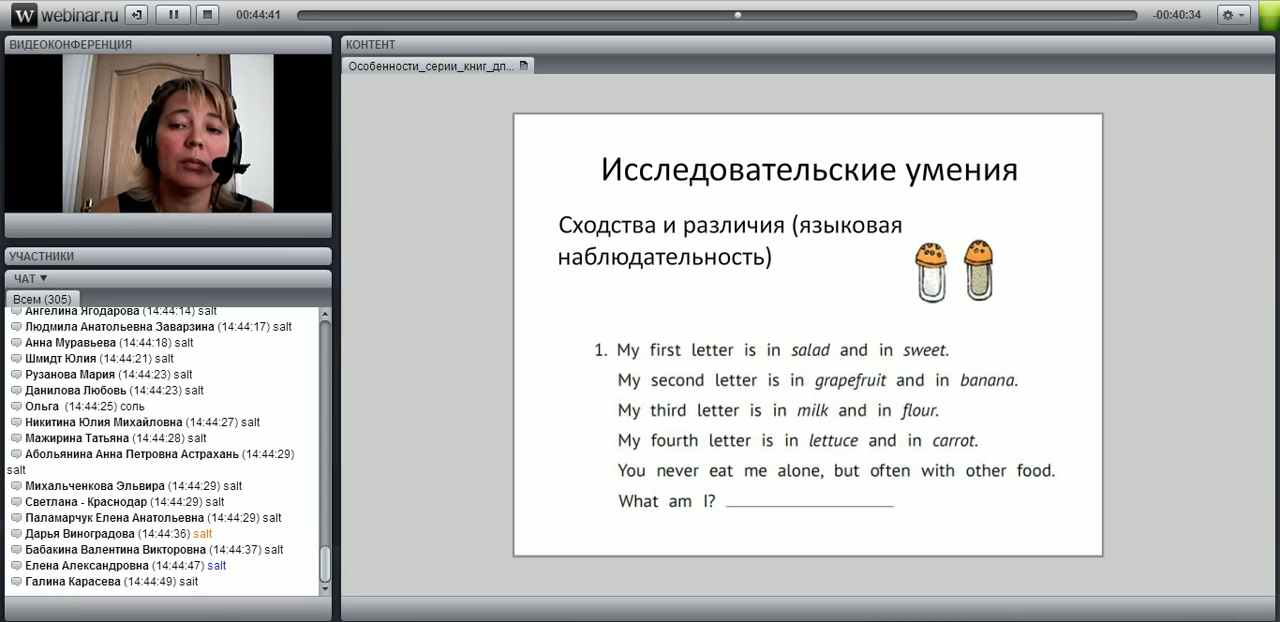 W webinar.ru 00:44:41 -00:40:34
ВИДЕОКОНФЕРЕНЦИЯ
УЧАСТНИКИ
ЧАТ ▼
Всем (305)
Ангелина Ягодарова (14:44:14) salt
Людмила Анатольевна Заварзина (14:44:17) salt
Анна Муравьева (14:44:18) salt
Шмидт Юлия (14:44:21) salt
Рузанова Мария (14:44:23) salt
Данилова Любовь (14:44:23) salt
Ольга (14:44:25) соль
Никитина Юлия Михайловна (14:44:27) salt
Мажирина Татьяна (14:44:28) salt
Абольянина Анна Петровна Астрахань (14:44:29)
salt
Михальченкова Эльвира (14:44:29) salt
Светлана - Краснодар (14:44:29) salt
Паламарчук Елена Анатольевна (14:44:29) salt
Дарья Виноградова (14:44:36) salt
Бабакина Валентина Викторовна (14:44:37) salt
Елена Александровна (14:44:47) salt
Галина Карасева (14:44:49) sait
КОНТЕНТ
Особенности_серии_книг_дл...
Исследовательские умения
Сходства и различия (языковая
наблюдательность)
1. My first letter is in salad and in sweet.
My second letter is in grapefruit and in banana.
My third letter is in milk and in flour.
My fourth letter is in lettuce and in carrot.
You never eat me alone, but often with other food.
What am I?